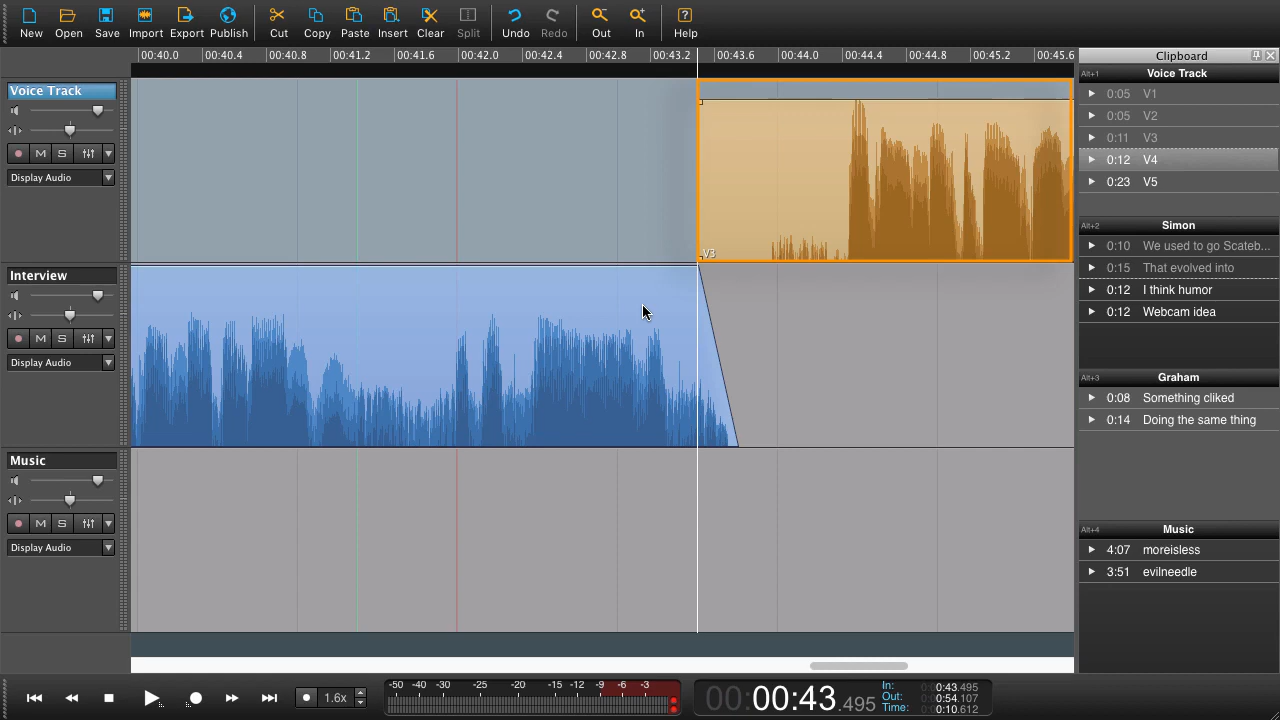 New Open Save Import Export Publish Cut Copy Paste Insert Clear Split Undo Redo Out In Help
00:40.0 00:40.4 00:40.8 00:41.2 00:41.6 00:42.0 00:42.4 00:42.8 00:43.2 00:43.6 00:44.0 00:44.4 00:44.8 00:45.2 00:45.6
Voice Track
M S
Display Audio
V3
Interview
M S
Display Audio
Music
M S
Display Audio
Clipboard
Alt+1 Voice Track
0:05 V1
0:05 V2
0:11 V3
0:12 V4
0:23 V5
Alt+2 Simon
0:10 We used to go Scateb...
0:15 That evolved into
0:12 I think humor
0:12 Webcam idea
Alt+3 Graham
0:08 Something cliked
0:14 Doing the same thing
Alt+4 Music
4:07 moreisless
3:51 evilneedle
1.6x
-50 -40 -30 -25 -20 -15 -12 -9 -6 -3
00:00:43.495
In: 0:0:43.495
Out: 0:0:54.107
Time: 0:0:10.612